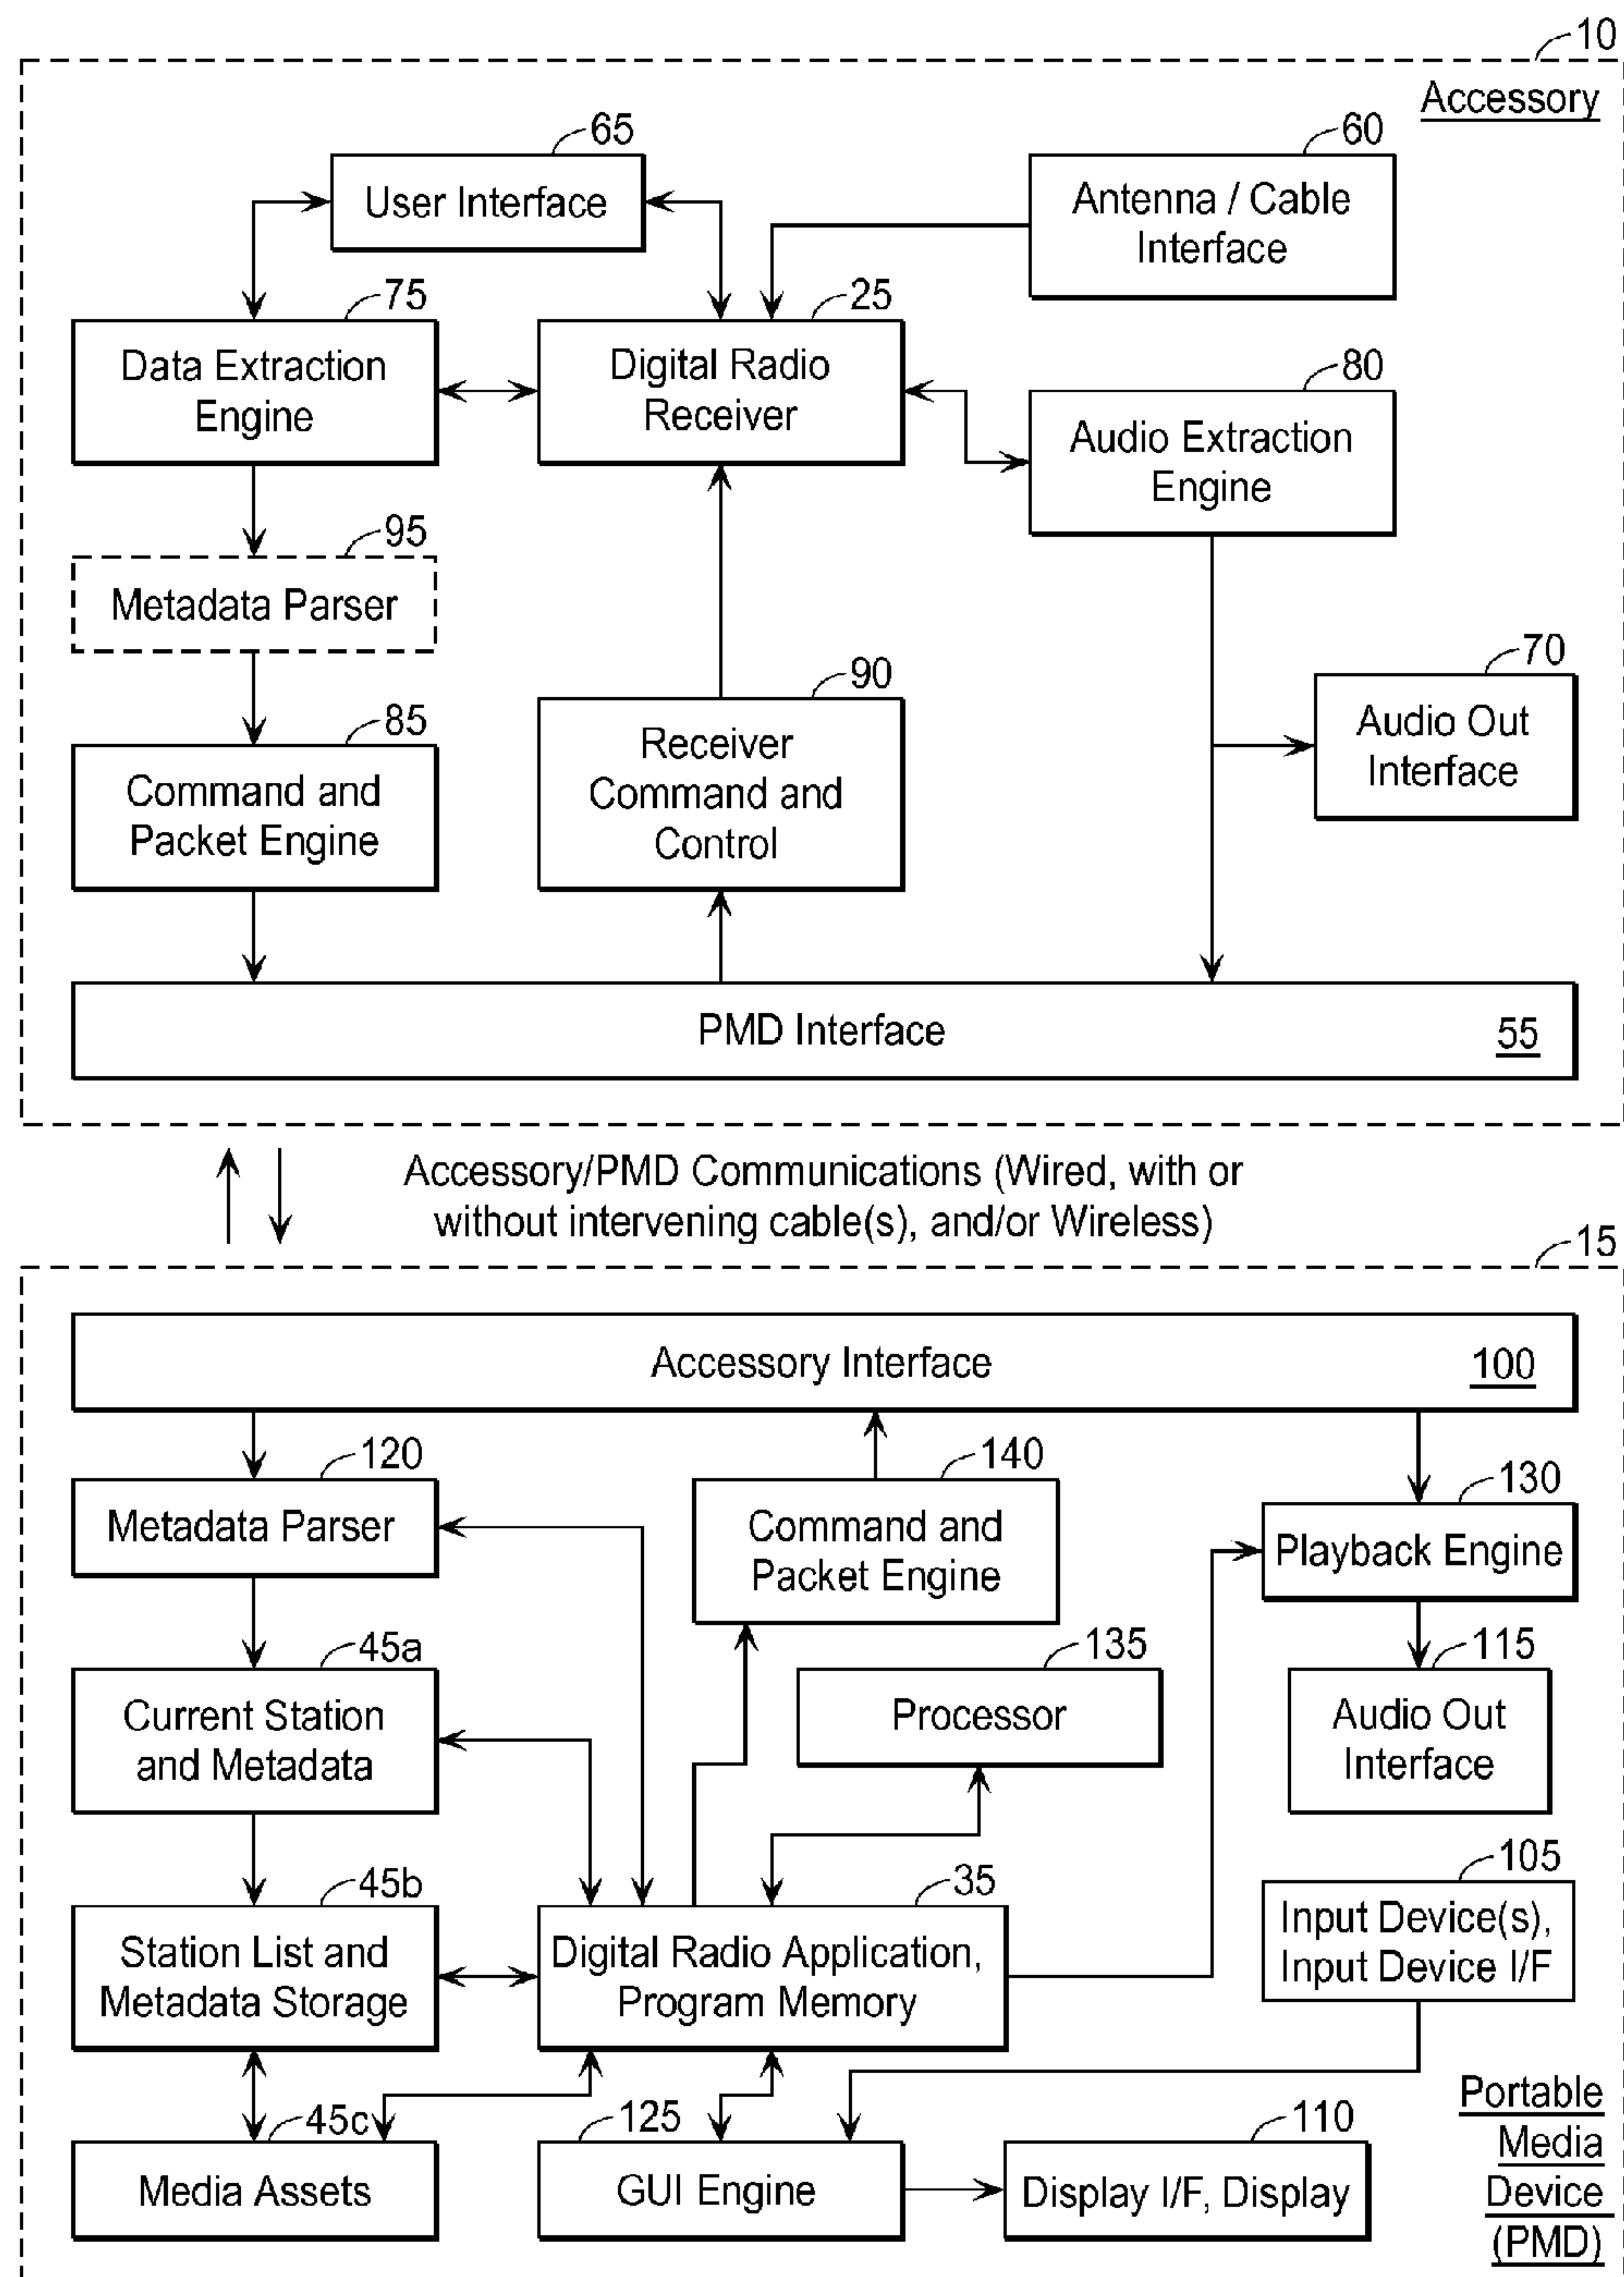 10
Accessory
65
User Interface
60
Antenna / Cable
Interface
75
Data Extraction
Engine
25
Digital Radio
Receiver
80
Audio Extraction
Engine
95
Metadata Parser
70
Audio Out
Interface
90
Receiver
Command and
Control
85
Command and
Packet Engine
PMD Interface
55
Accessory/PMD Communications (Wired, with or
without intervening cable(s), and/or Wireless)
15
Accessory Interface
100
120
Metadata Parser
140
Command and
Packet Engine
130
Playback Engine
45a
Current Station
and Metadata
135
Processor
115
Audio Out
Interface
45b
Station List and
Metadata Storage
35
Digital Radio Application,
Program Memory
105
Input Device(s),
Input Device I/F
45c
Media Assets
125
GUI Engine
110
Display I/F, Display
Portable
Media
Device
(PMD)